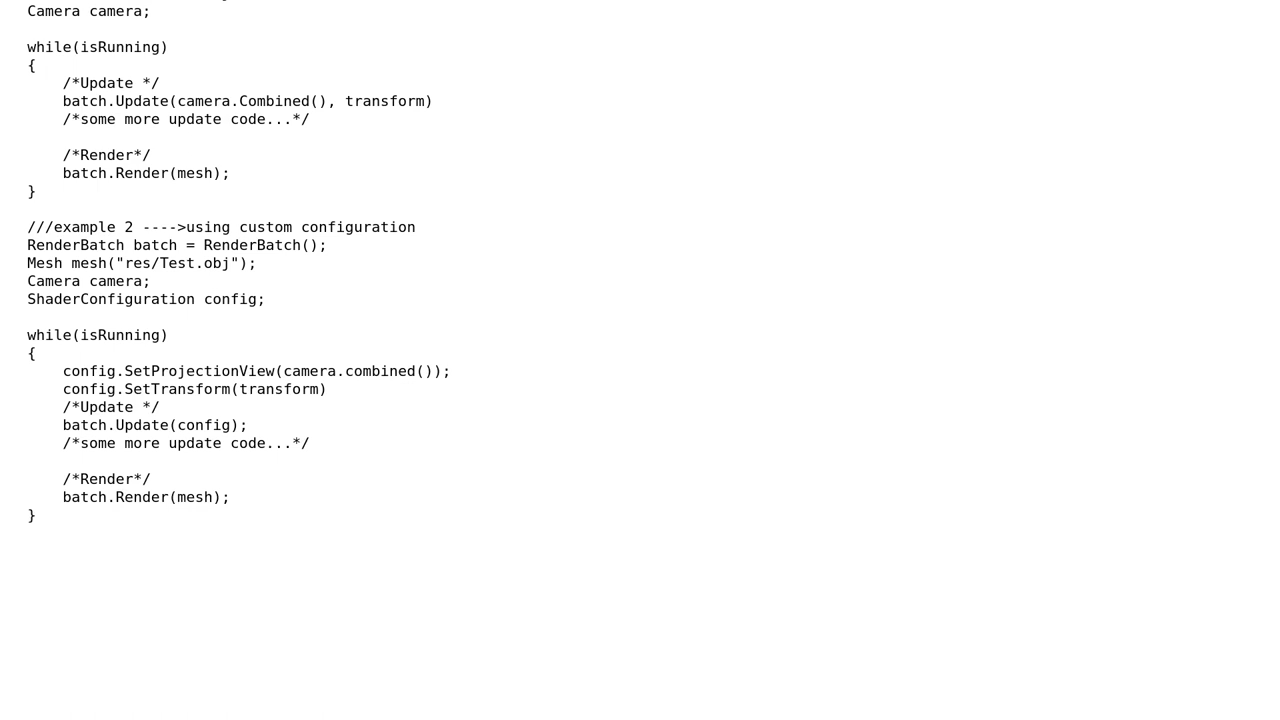 Camera camera;

while(isRunning)
{
    /*Update */
    batch.Update(camera.Combined(), transform)
    /*some more update code...*/

    /*Render*/
    batch.Render(mesh);
}

///example 2 ---->using custom configuration
RenderBatch batch = RenderBatch();
Mesh mesh("res/Test.obj");
Camera camera;
ShaderConfiguration config;

while(isRunning)
{
    config.SetProjectionView(camera.combined());
    config.SetTransform(transform)
    /*Update */
    batch.Update(config);
    /*some more update code...*/

    /*Render*/
    batch.Render(mesh);
}